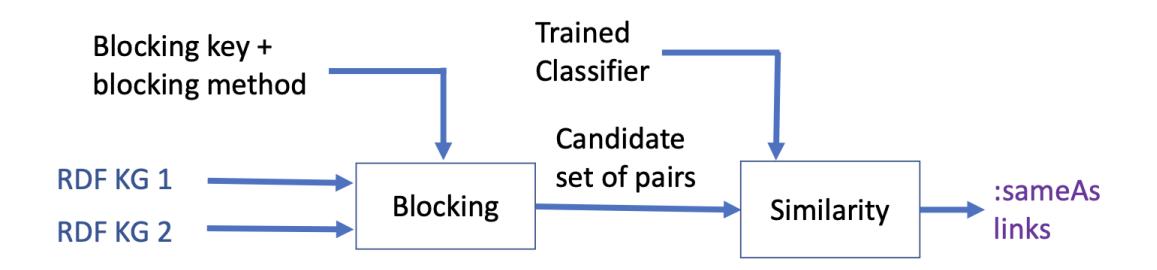 Blocking key +
blocking method
Trained
Classifier
Candidate
set of pairs
RDF KG 1
RDF KG 2
Blocking
Similarity
:sameAs
links